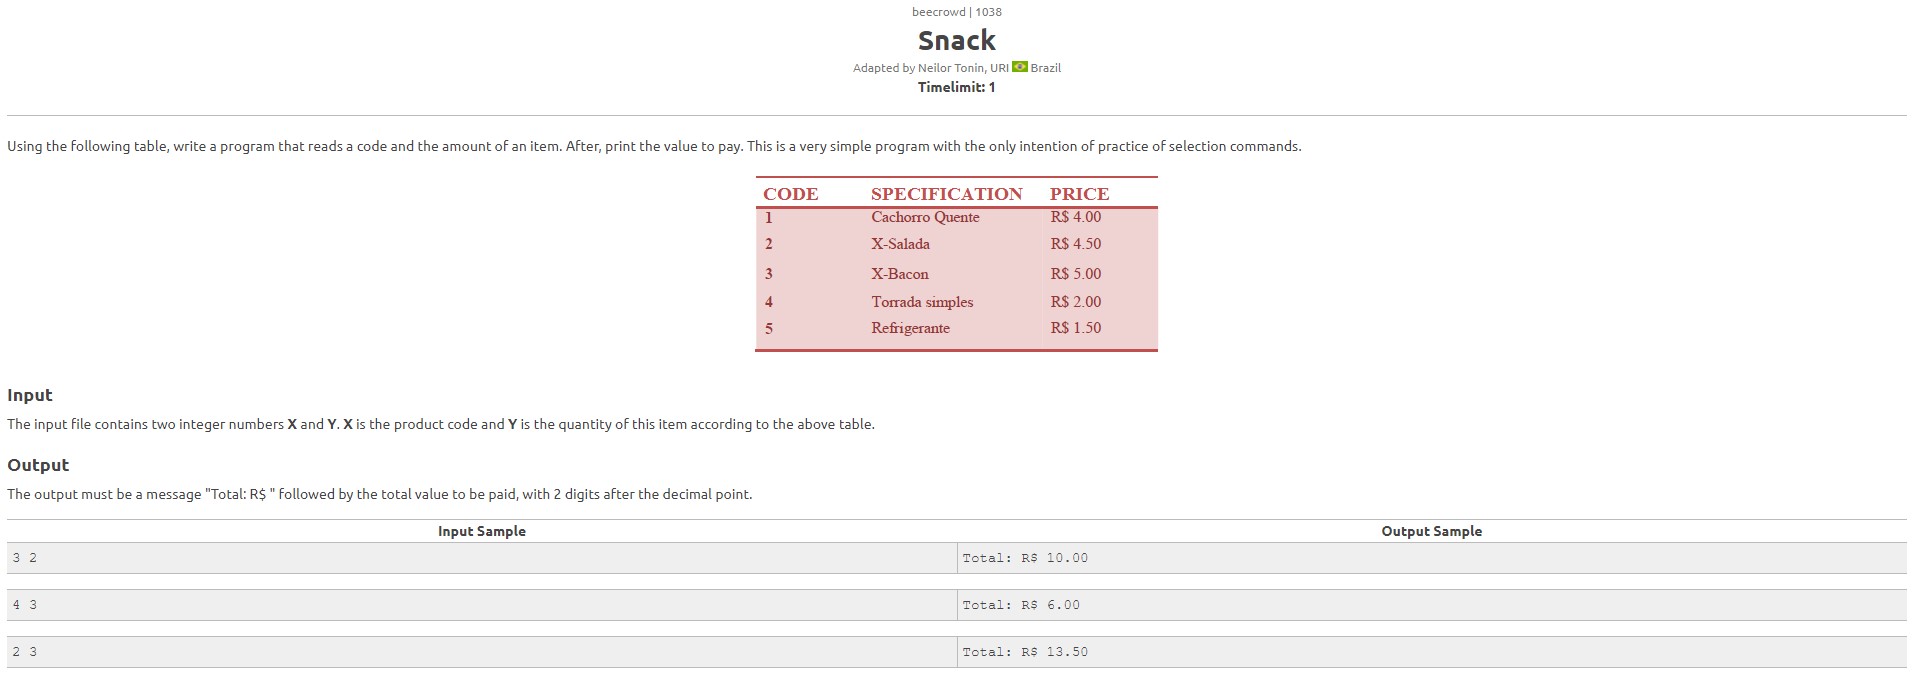 beecrowd | 1038
Snack
Adapted by Neilor Tonin, URI Brazil
Timelimit: 1
Using the following table, write a program that reads a code and the amount of an item. After, print the value to pay. This is a very simple program with the only intention of practice of selection commands.
CODE SPECIFICATION PRICE
1 Cachorro Quente R$ 4.00
2 X-Salada R$ 4.50
3 X-Bacon R$ 5.00
4 Torrada simples R$ 2.00
5 Refrigerante R$ 1.50
Input
The input file contains two integer numbers X and Y. X is the product code and Y is the quantity of this item according to the above table.
Output
The output must be a message "Total: R$ " followed by the total value to be paid, with 2 digits after the decimal point.
Input Sample Output Sample
3 2 Total: R$ 10.00
4 3 Total: R$ 6.00
2 3 Total: R$ 13.50